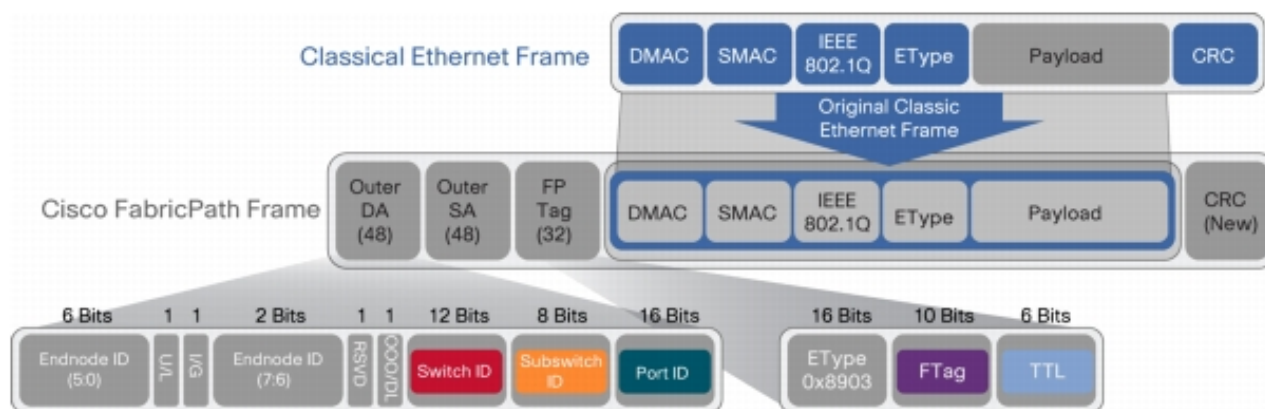 Classical Ethernet Frame
DMAC
SMAC
IEEE
802.1Q
EType
Payload
CRC
Original Classic
Ethernet Frame
Cisco FabricPath Frame
Outer
DA
(48)
Outer
SA
(48)
FP
Tag
(32)
DMAC
SMAC
IEEE
802.1Q
EType
Payload
CRC
(New)
6 Bits
1
1
2 Bits
1
1
12 Bits
8 Bits
16 Bits
Endnode ID
(5:0)
U/L
I/G
Endnode ID
(7:6)
RSVD
OOO/DL
Switch ID
Subswitch
ID
Port ID
16 Bits
10 Bits
6 Bits
EType
0x8903
FTag
TTL